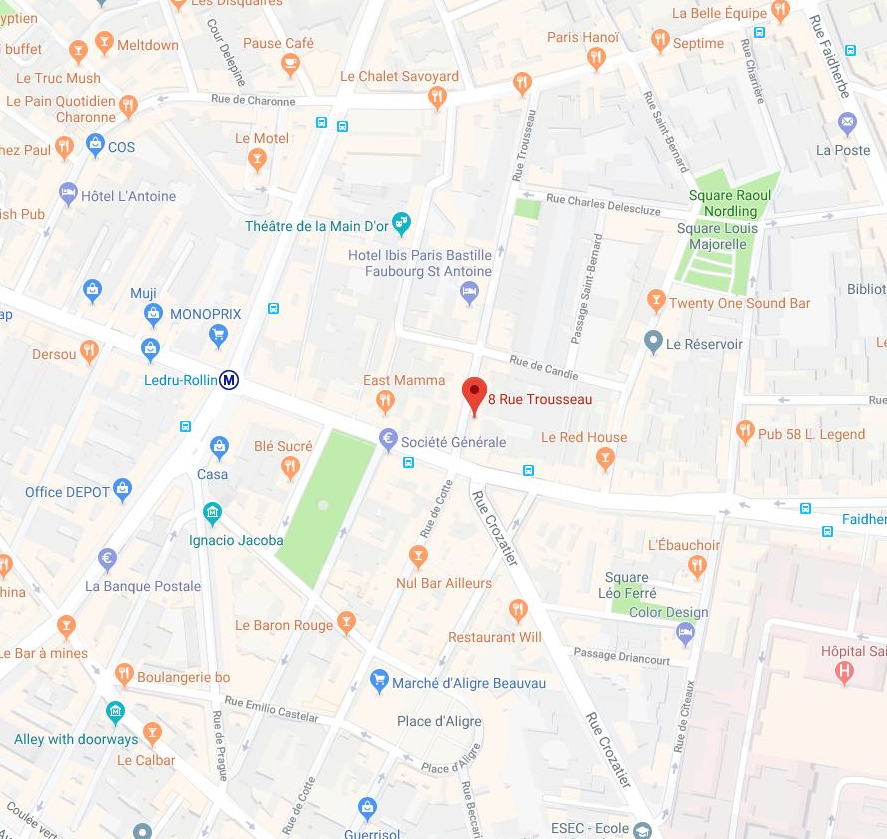 Les Disquaires
yptien
La Belle Équipe
Rue Faidherbe
Cour Delepine
Paris Hanoï
Septime
i buffet
Meltdown
Pause Café
Rue Charrière
Le Truc Mush
Le Chalet Savoyard
Le Pain Quotidien
Charonne
Rue de Charonne
Rue Saint-Bernard
Rue Trousseau
hez Paul
COS
Le Motel
La Poste
Hôtel L'Antoine
Square Raoul
Nordling
ish Pub
Rue Charles Delescluze
Théâtre de la Main D'or
Square Louis
Majorelle
Hotel Ibis Paris Bastille
Faubourg St Antoine
Passage Saint-Bernard
Muji
Bibliot
Twenty One Sound Bar
ap
MONOPRIX
Dersou
Le Réservoir
Le
Rue de Candie
Ledru-Rollin
M
East Mamma
8 Rue Trousseau
Rue
Blé Sucré
Société Générale
Le Red House
Pub 58 L. Legend
Casa
Office DEPOT
Rue de Cotte
Rue Crozatier
Faidhe
Ignacio Jacoba
L'Ébauchoir
Nul Bar Ailleurs
Square
Léo Ferré
La Banque Postale
hina
Color Design
Le Baron Rouge
Restaurant Will
Le Bar à mines
Passage Driancourt
Hôpital Sai
H
Boulangerie bo
Marché d'Aligre Beauvau
Rue Emilio Castelar
Place d'Aligre
Rue de Cîteaux
Alley with doorways
Rue de Prague
Rue Crozatier
Le Calbar
Place d'Aligre
Rue de Cotte
Rue Beccari
Coulée vert
Guerrisol
ESEC - Ecole